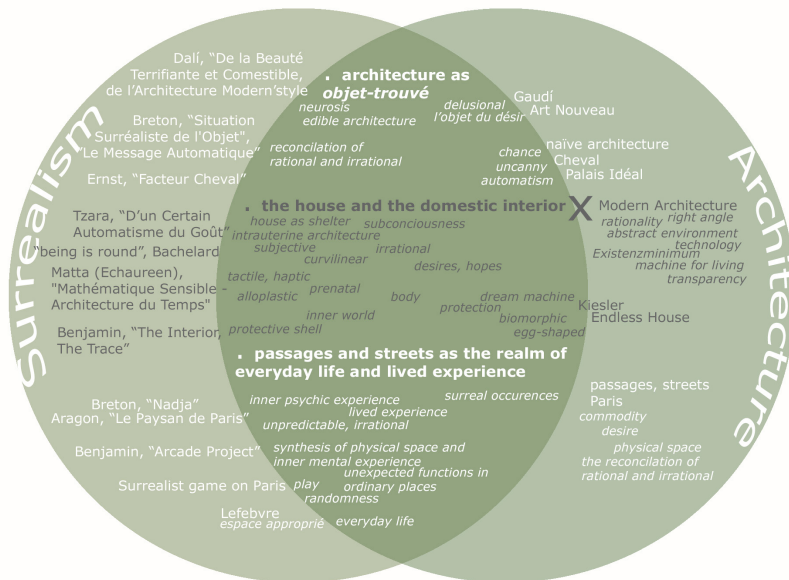 Surrealism
Architecture
Dalí, “De la Beauté
Terrifiante et Comestible,
de l’Architecture Modern’style
. architecture as
objet-trouvé
neurosis
edible architecture
delusional
l’objet du désir
Gaudí
Art Nouveau
Breton, “Situation
Surréaliste de l'Objet",
"Le Message Automatique”
reconcilation of
rational and irrational
chance
uncanny
automatism
naïve architecture
Cheval
Palais Idéal
Ernst, “Facteur Cheval”
. the house and the domestic interior
X
Modern Architecture
rationality
right angle
abstract environment
technology
Existenzminimum
machine for living
transparency
Tzara, “D’un Certain
Automatisme du Goût”
house as shelter
subconciousness
intrauterine architecture
“being is round”, Bachelard
subjective
irrational
curvilinear
desires, hopes
Matta (Echaureen),
"Mathématique Sensible -
Architecture du Temps"
tactile, haptic
prenatal
alloplastic
body
dream machine
protection
inner world
biomorphic
egg-shaped
Kiesler
Endless House
Benjamin, “The Interior,
The Trace”
protective shell
. passages and streets as the realm of
everyday life and lived experience
Breton, “Nadja”
Aragon, “Le Paysan de Paris”
inner psychic experience
surreal occurences
lived experience
unpredictable, irrational
passages, streets
Paris
commodity
desire
Benjamin, “Arcade Project”
synthesis of physical space and
inner mental experience
physical space
the reconcilation of
rational and irrational
unexpected functions in
ordinary places
Surrealist game on Paris
play
randomness
Lefebvre
espace approprié
everyday life